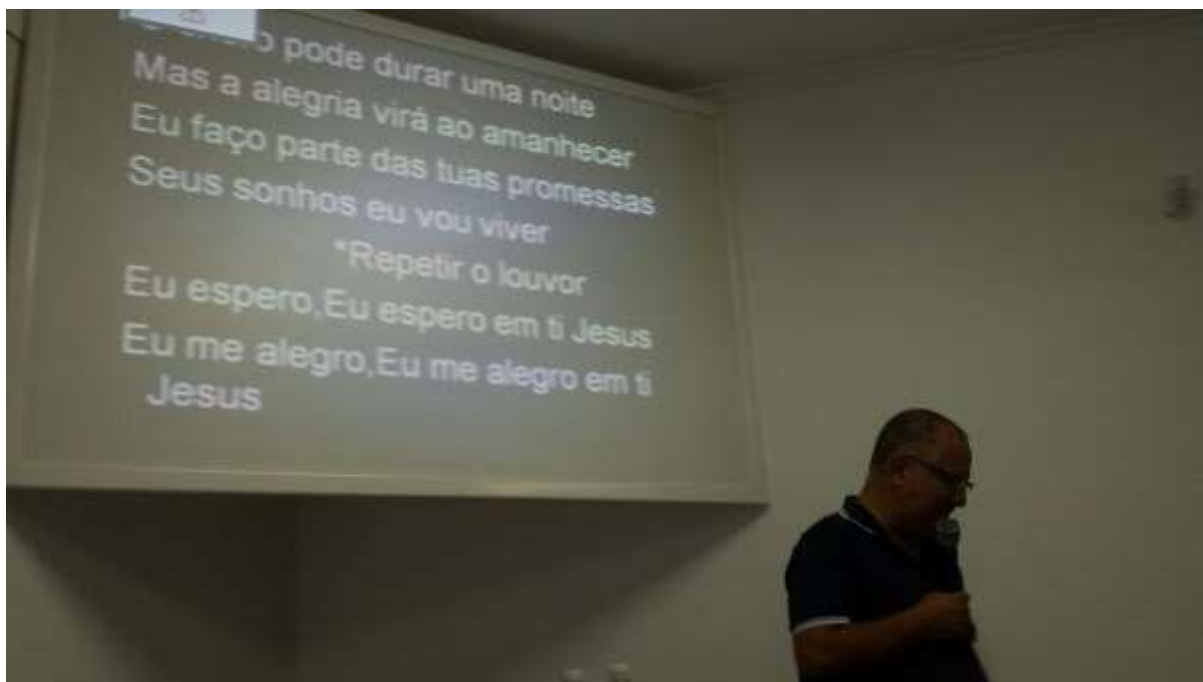 pode durar uma noite
Mas a alegria virá ao amanhecer
Eu faço parte das tuas promessas
Seus sonhos eu vou viver
*Repetir o louvor
Eu espero,Eu espero em ti Jesus
Eu me alegro,Eu me alegro em ti
Jesus